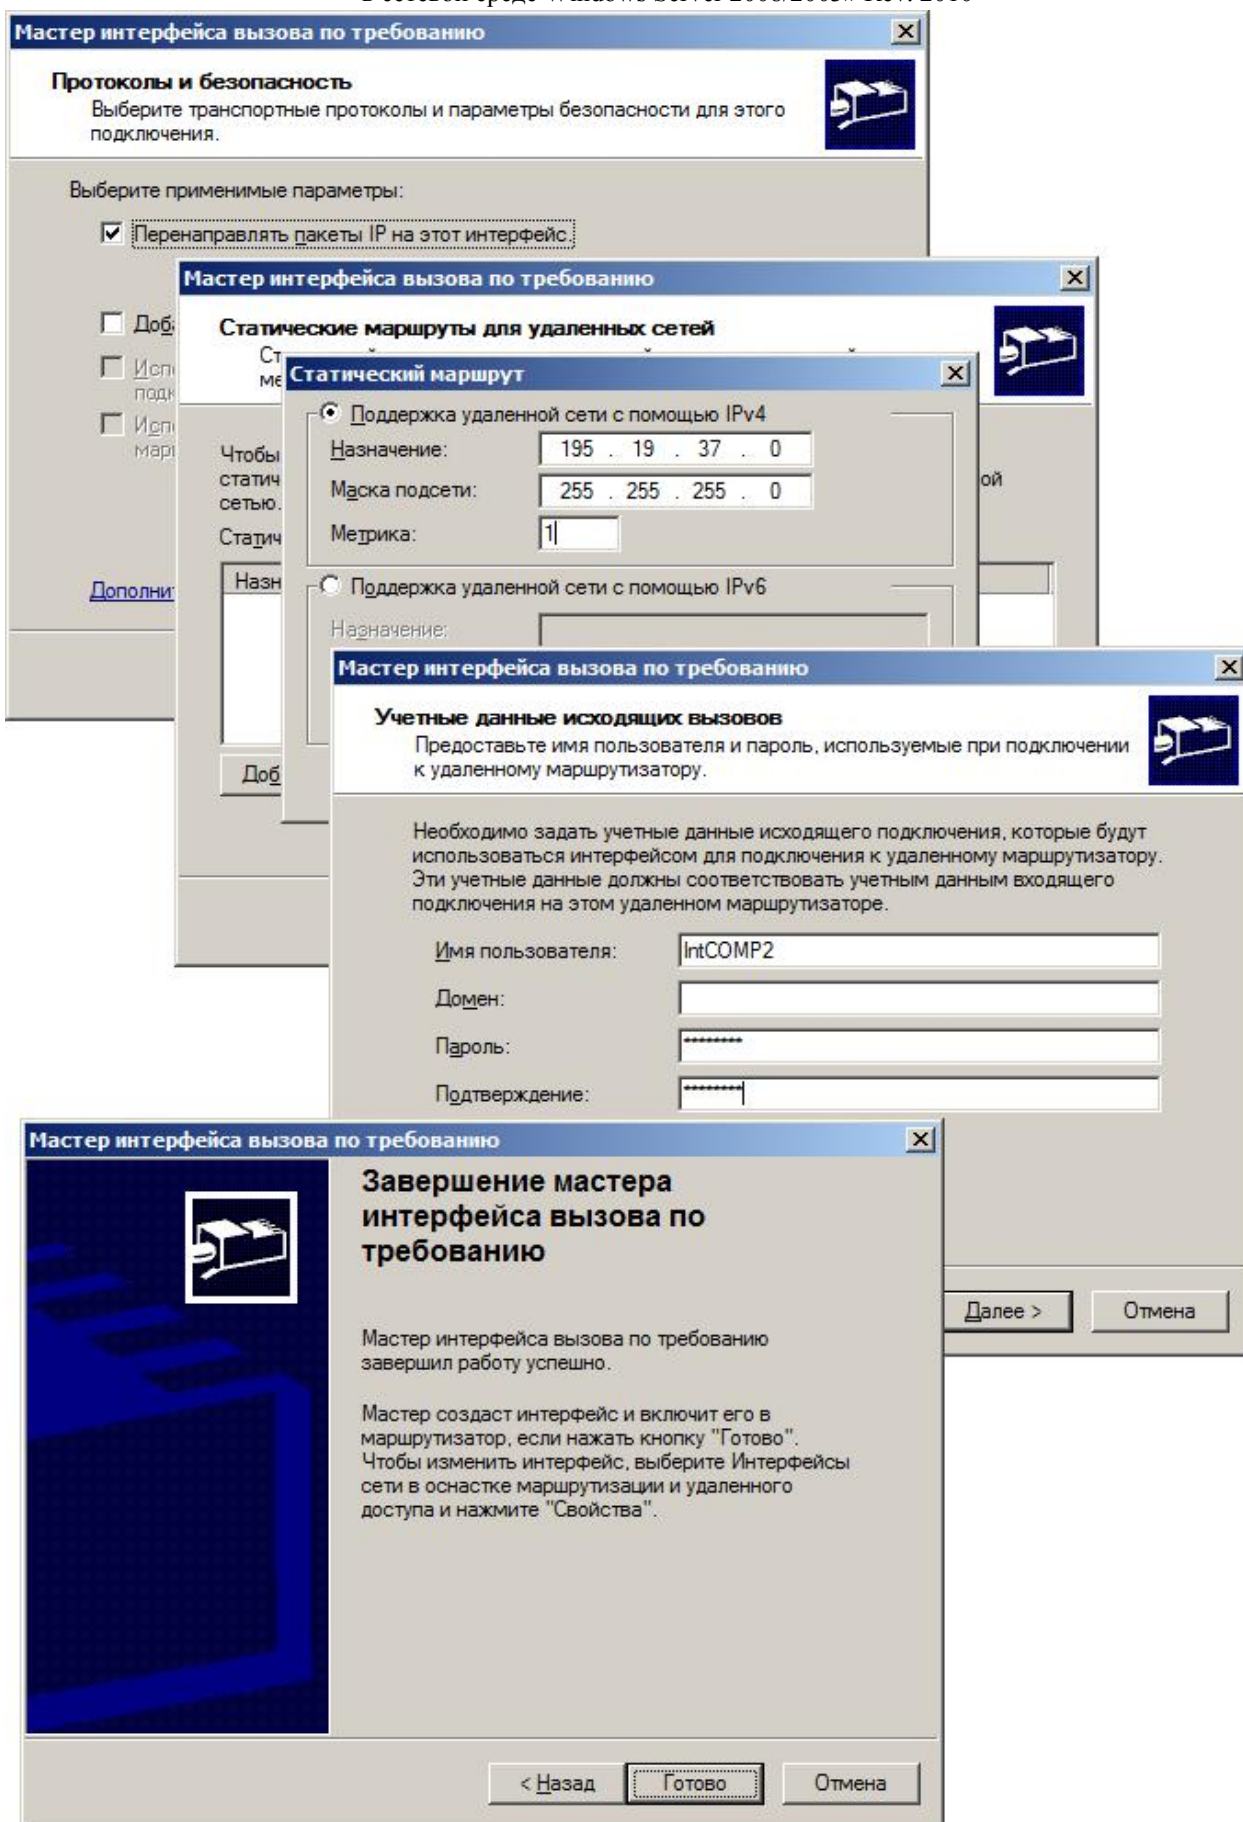 Мастер интерфейса вызова по требованию
Протоколы и безопасность
Выберите транспортные протоколы и параметры безопасности для этого
подключения.
Выберите применимые параметры:
Перенаправлять пакеты IP на этот интерфейс.
Мастер интерфейса вызова по требованию
Статические маршруты для удаленных сетей
Статический маршрут
Поддержка удаленной сети с помощью IPv4
Назначение: 195 . 19 . 37 . 0
Чтобы
Маска подсети: 255 . 255 . 255 . 0
сетью.
Метрика: 1
Поддержка удаленной сети с помощью IPv6
Назначение:
Мастер интерфейса вызова по требованию
Учетные данные исходящих вызовов
Предоставьте имя пользователя и пароль, используемые при подключении
к удаленному маршрутизатору.
Необходимо задать учетные данные исходящего подключения, которые будут
использоваться интерфейсом для подключения к удаленному маршрутизатору.
Эти учетные данные должны соответствовать учетным данным входящего
подключения на этом удаленном маршрутизаторе.
Имя пользователя: IntCOMP2
Домен:
Пароль: ********
Подтверждение: ********
Далее > Отмена
Мастер интерфейса вызова по требованию
Завершение мастера
интерфейса вызова по
требованию
Мастер интерфейса вызова по требованию
завершил работу успешно.
Мастер создаст интерфейс и включит его в
маршрутизатор, если нажать кнопку "Готово".
Чтобы изменить интерфейс, выберите Интерфейсы
сети в оснастке маршрутизации и удаленного
доступа и нажмите "Свойства".
< Назад Готово Отмена